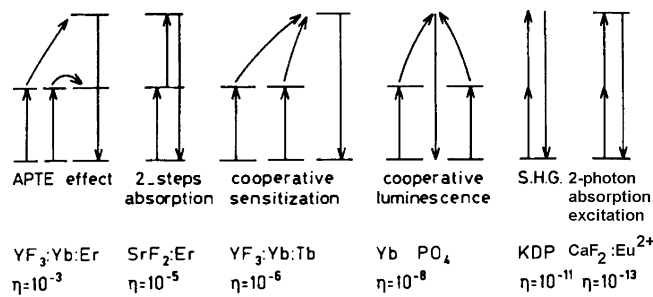 APTE effect
2_steps
absorption
cooperative
sensitization
cooperative
luminescence
S.H.G.
2-photon
absorption
excitation
YF₃:Yb:Er
SrF₂:Er
YF₃:Yb:Tb
Yb PO₄
KDP
CaF₂:Eu²⁺
η=10⁻³
η=10⁻⁵
η=10⁻⁶
η=10⁻⁸
η=10⁻¹¹
η=10⁻¹³